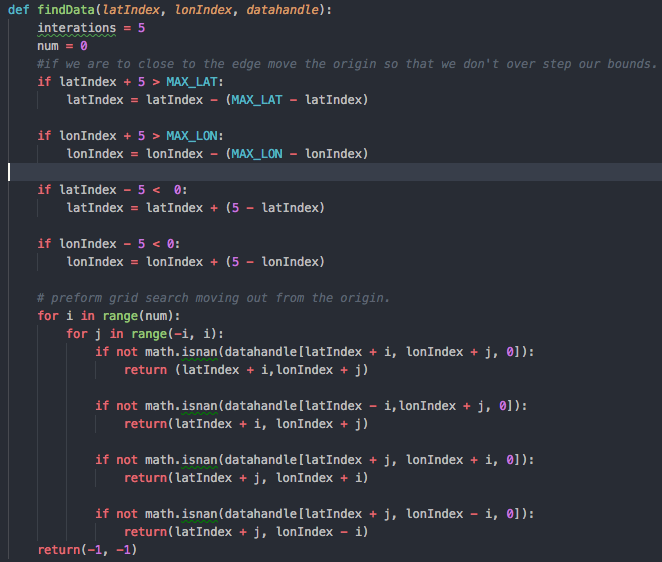 def findData(latIndex, lonIndex, datahandle):
    interations = 5
    num = 0
    #if we are to close to the edge move the origin so that we don't over step our bounds.
    if latIndex + 5 > MAX_LAT:
        latIndex = latIndex - (MAX_LAT - latIndex)

    if lonIndex + 5 > MAX_LON:
        lonIndex = lonIndex - (MAX_LON - lonIndex)

    if latIndex - 5 <  0:
        latIndex = latIndex + (5 - latIndex)

    if lonIndex - 5 < 0:
        lonIndex = lonIndex + (5 - lonIndex)

    # preform grid search moving out from the origin.
    for i in range(num):
        for j in range(-i, i):
            if not math.isnan(datahandle[latIndex + i, lonIndex + j, 0]):
                return (latIndex + i,lonIndex + j)

            if not math.isnan(datahandle[latIndex - i,lonIndex + j, 0]):
                return(latIndex + i, lonIndex + j)

            if not math.isnan(datahandle[latIndex + j, lonIndex + i, 0]):
                return(latIndex + j, lonIndex + i)

            if not math.isnan(datahandle[latIndex + j, lonIndex - i, 0]):
                return(latIndex + j, lonIndex - i)
    return(-1, -1)